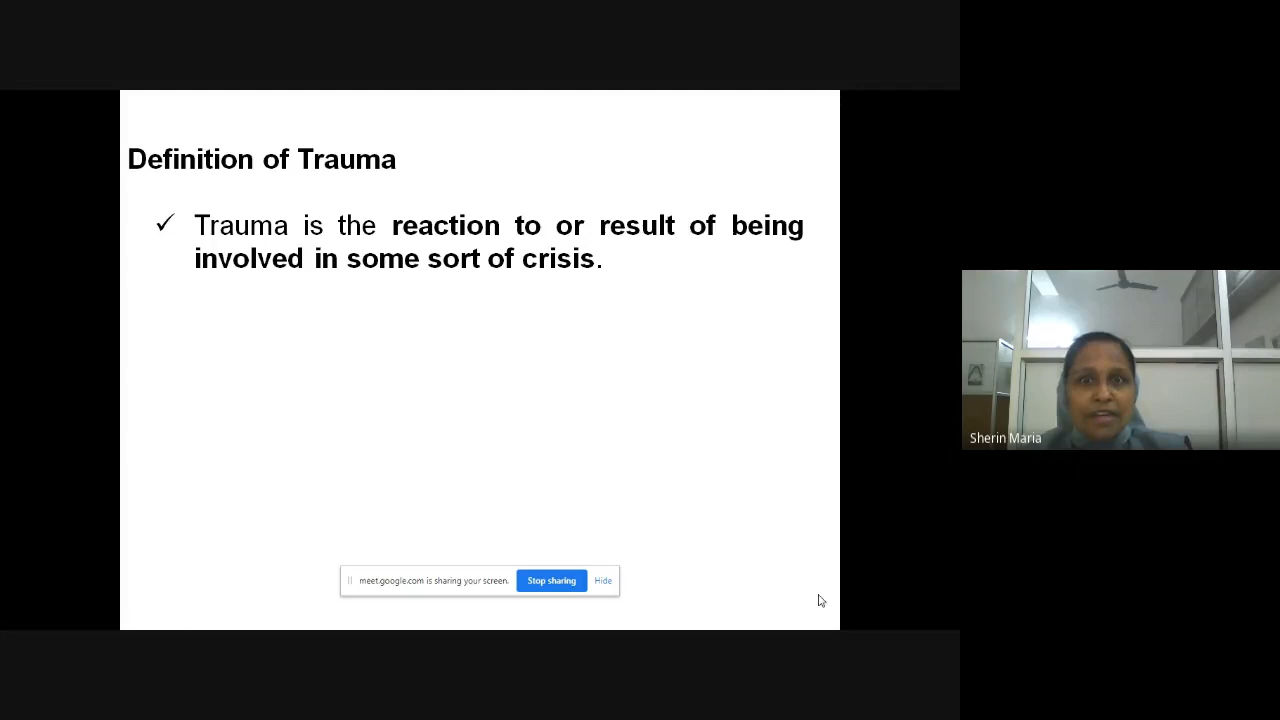 Definition of Trauma
✓ Trauma is the reaction to or result of being
involved in some sort of crisis.
meet.google.com is sharing your screen. Stop sharing Hide
Sherin Maria